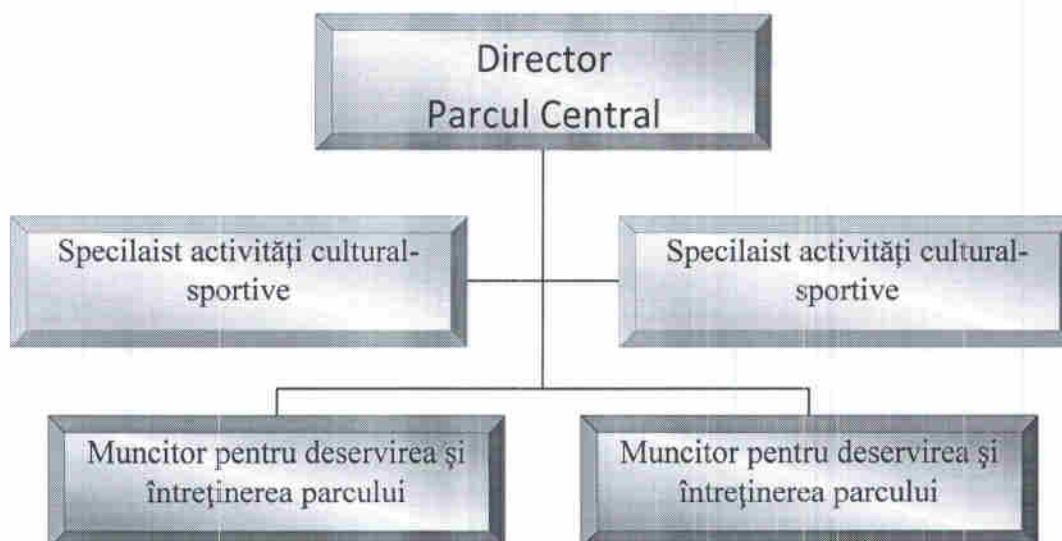 Director
Parcul Central
Specilaist activităţi cultural-
sportive
Specilaist activităţi cultural-
sportive
Muncitor pentru deservirea şi
întreţinerea parcului
Muncitor pentru deservirea şi
întreţinerea parcului